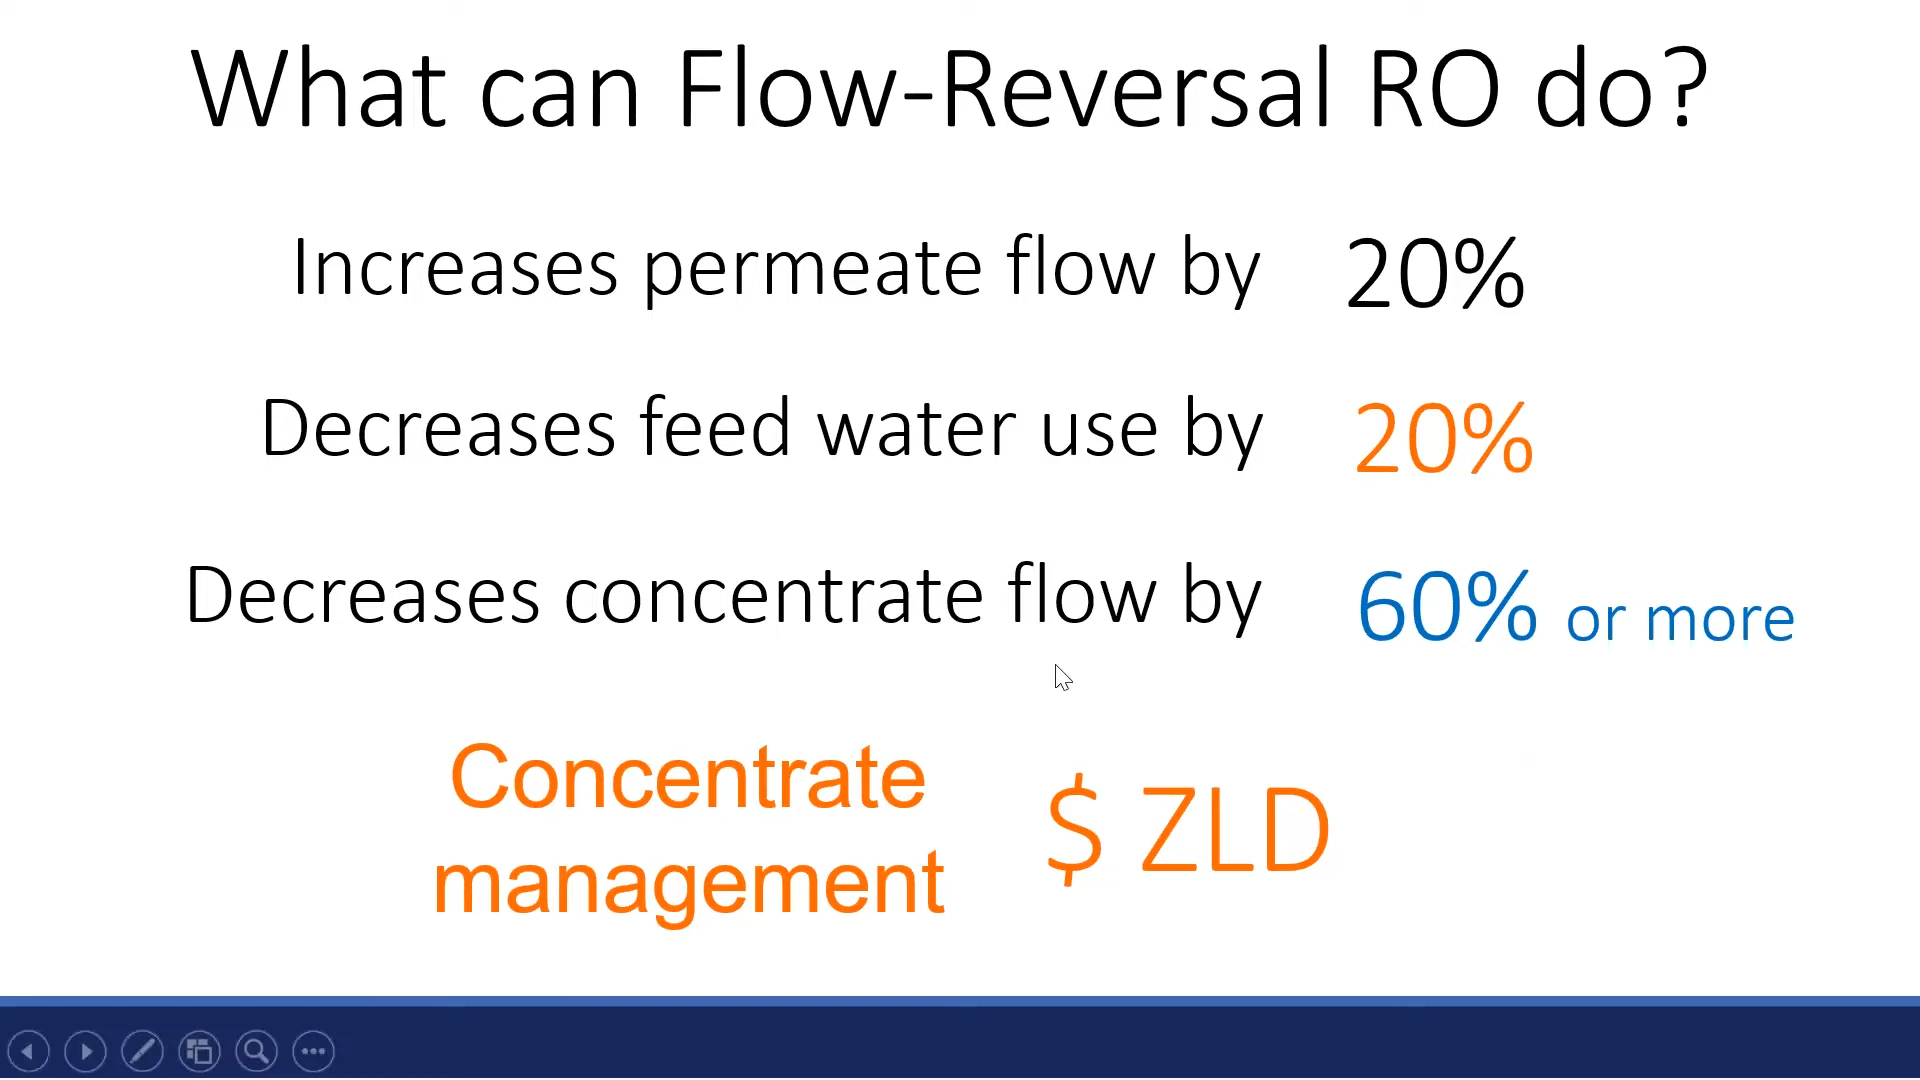 What can Flow-Reversal RO do?
Increases permeate flow by 20%
Decreases feed water use by 20%
Decreases concentrate flow by 60% or more
Concentrate
management
$ ZLD